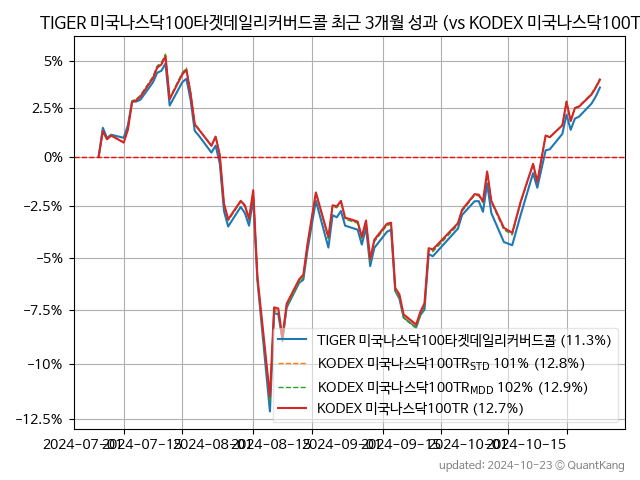 TIGER 미국나스닥100타겟데일리커버드콜 최근 3개월 성과 (vs KODEX 미국나스닥100T
5%
2.5%
0%
−2.5%
−5%
−7.5%
−10%
−12.5%
TIGER 미국나스닥100타겟데일리커버드콜 (11.3%)
KODEX 미국나스닥100TRSTD 101% (12.8%)
KODEX 미국나스닥100TRMDD 102% (12.9%)
KODEX 미국나스닥100TR (12.7%)
2024-07-01 2024-07-15 2024-08-01 2024-08-15 2024-09-01 2024-09-15 2024-10-01 2024-10-15
updated: 2024-10-23 © QuantKang